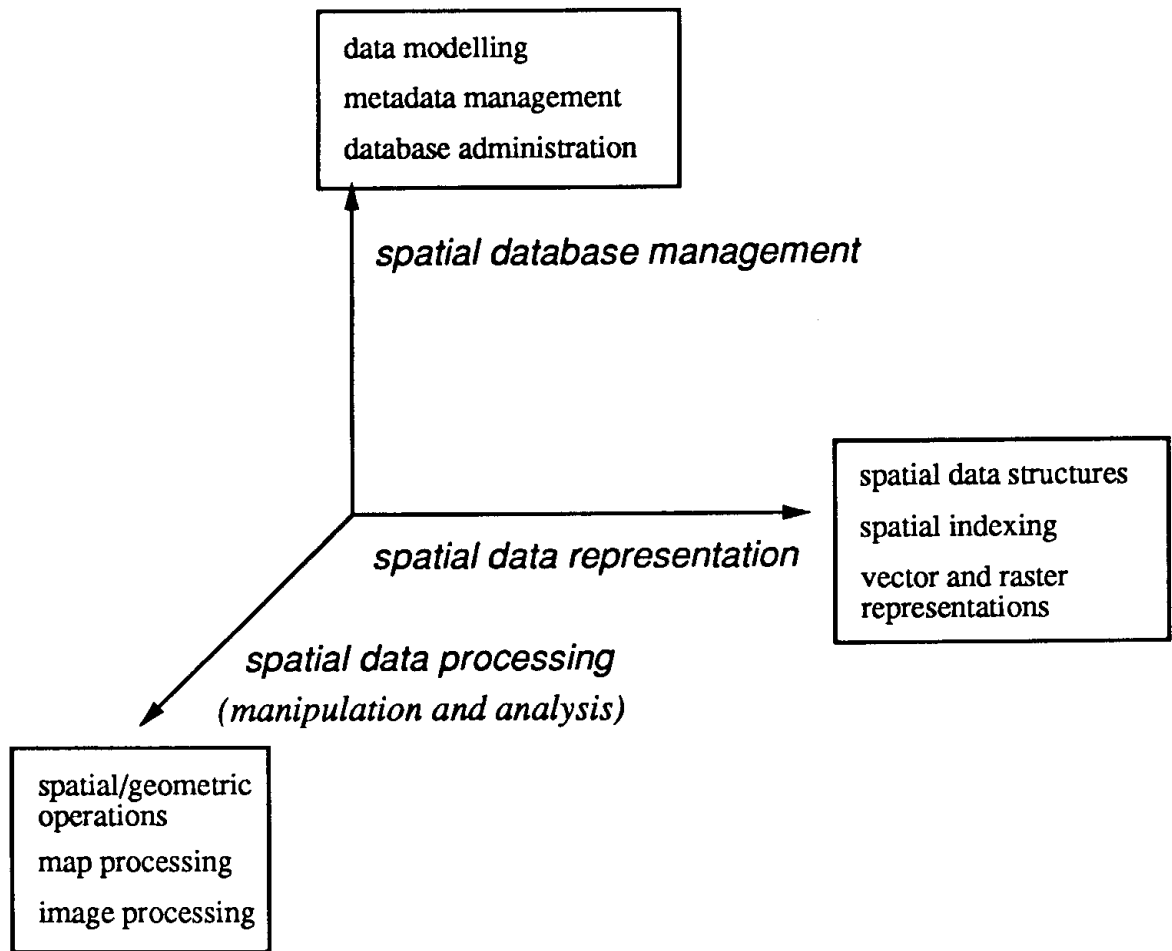 data modelling
metadata management
database administration
spatial database management
spatial data structures
spatial indexing
vector and raster
representations
spatial data representation
spatial data processing
(manipulation and analysis)
spatial/geometric
operations
map processing
image processing